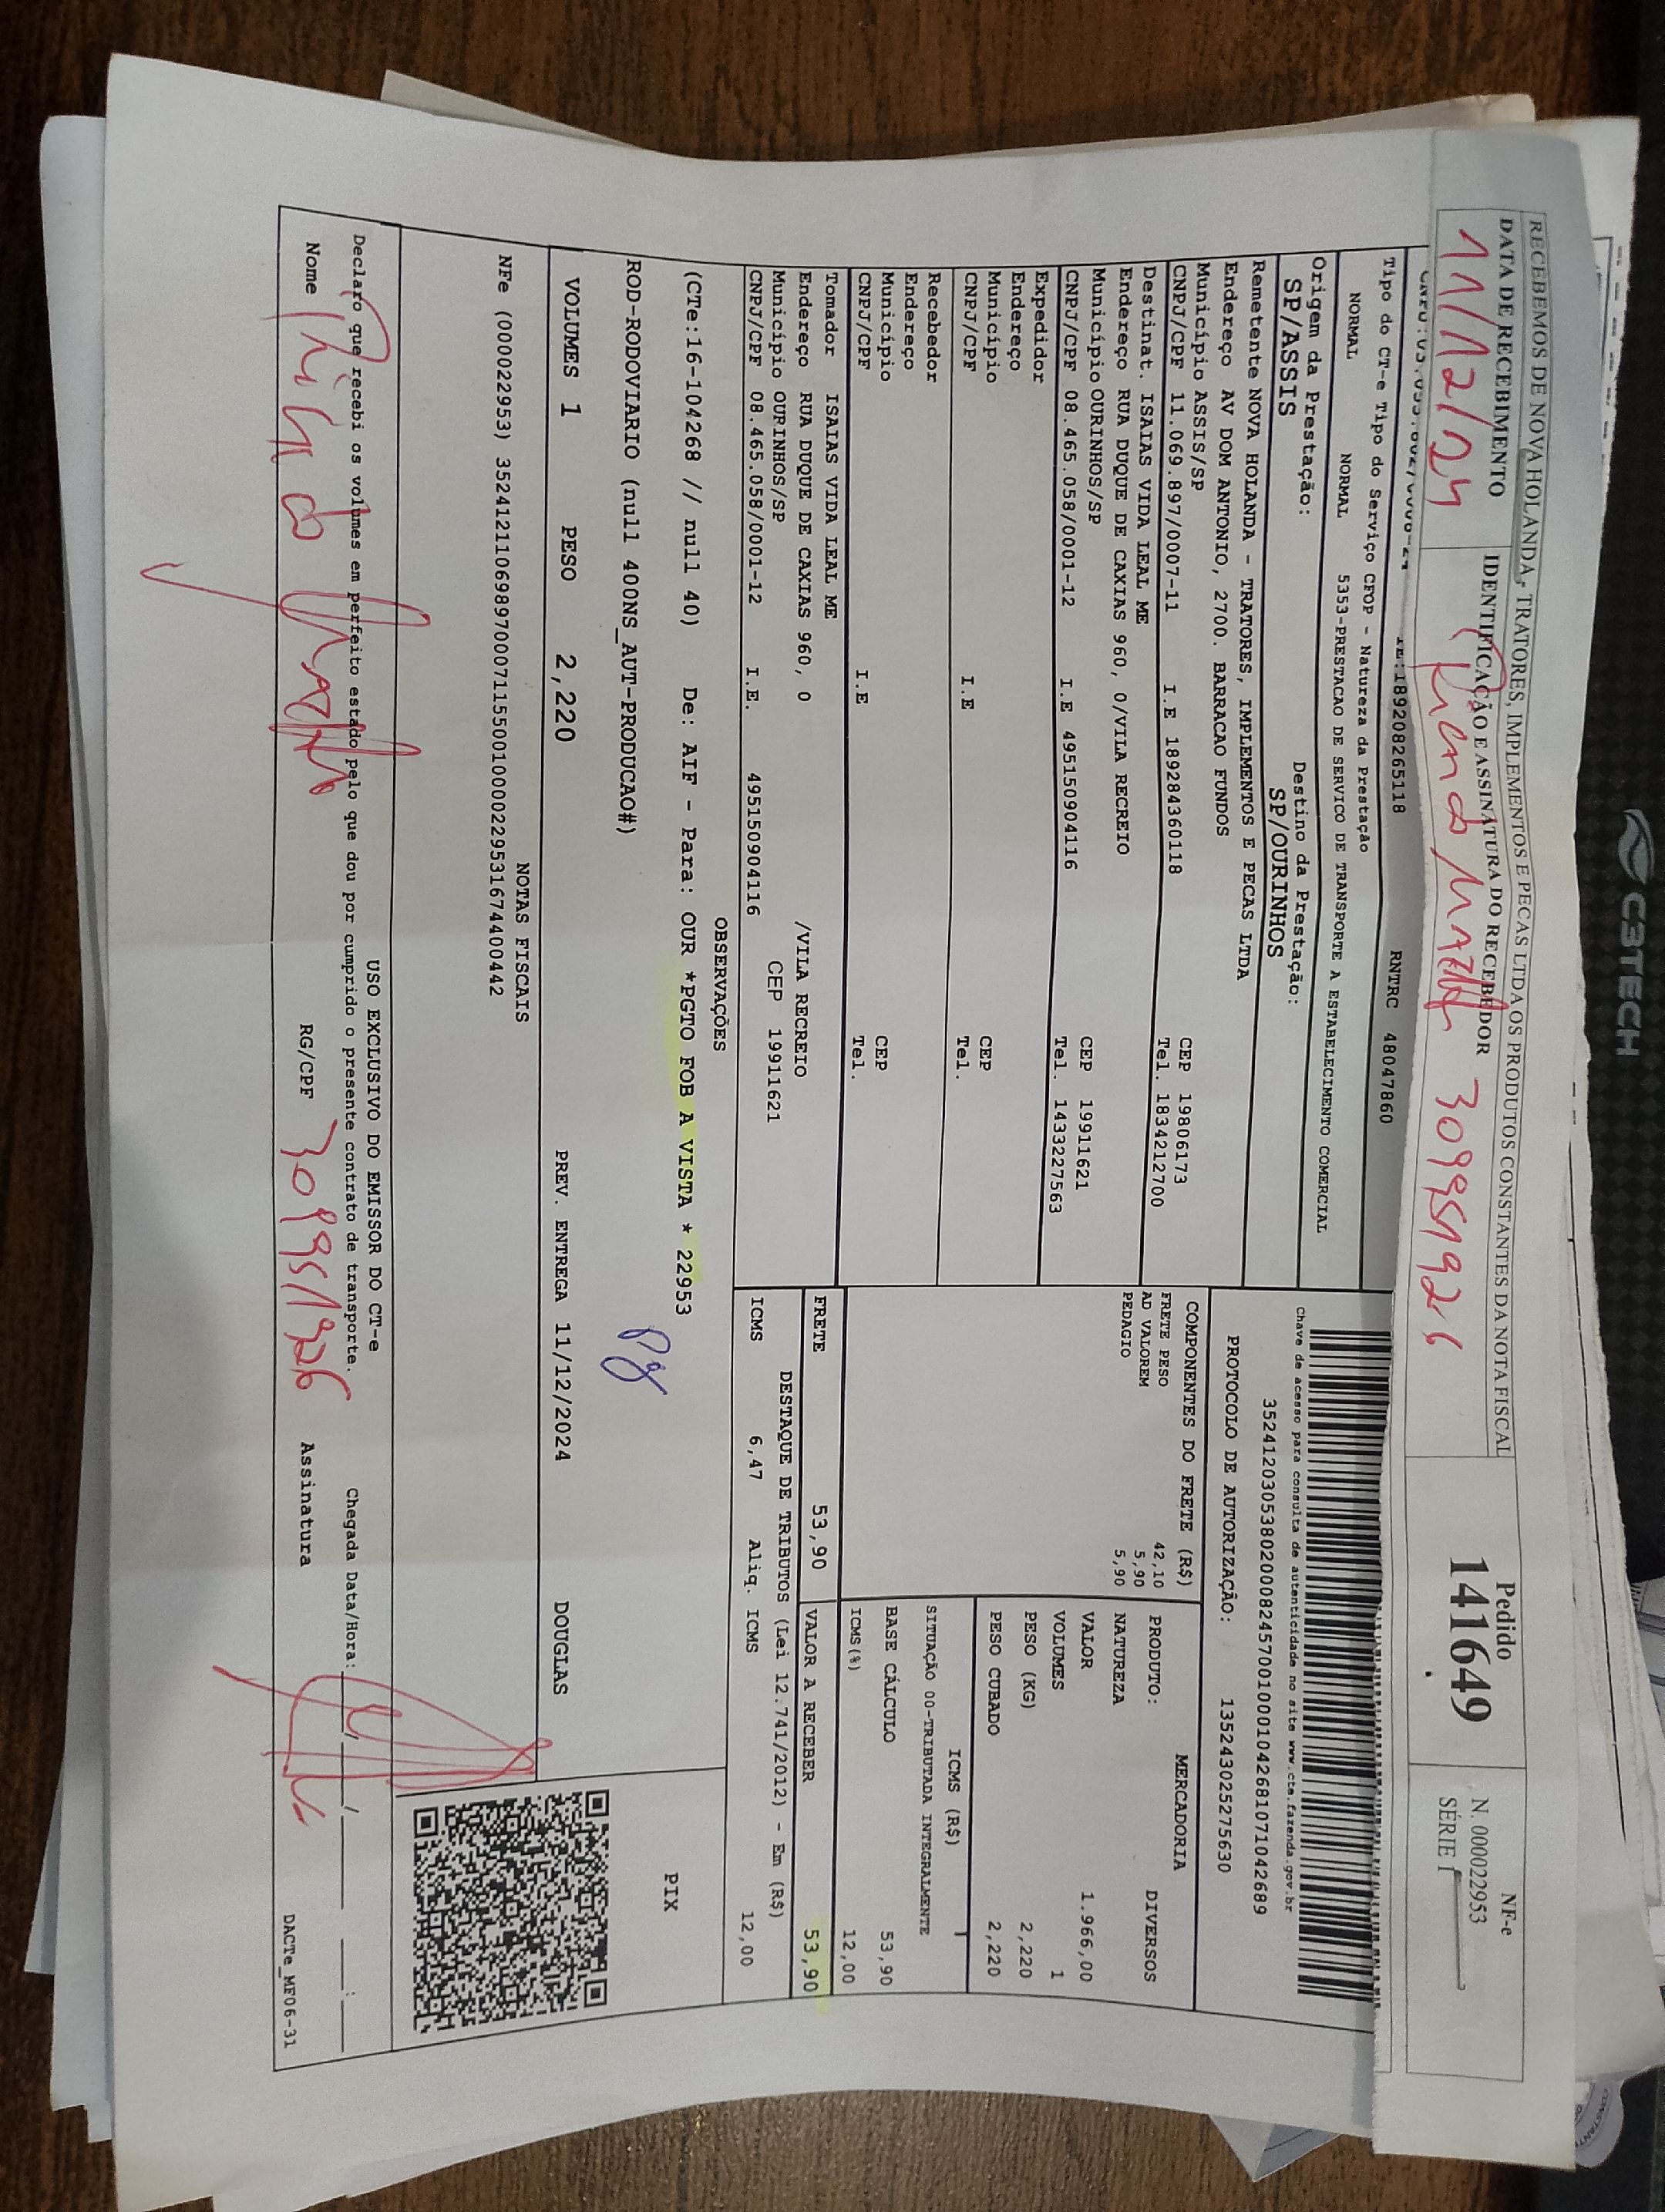 RECEBEMOS DE NOVA HOLANDA, TRATORES, IMPLEMENTOS E PECAS LTDA OS PRODUTOS CONSTANTES DA NOTA FISCAL
DATA DE RECEBIMENTO
IDENTIFICAÇÃO E ASSINATURA DO RECEBEDOR
11/12/24
Pedido
141649
NF-e
N. 000022953
SÉRIE 1
C3TECH
RNTRC 48047860
Tipo do CT-e Tipo do Serviço CFOP - Natureza da Prestação
NORMAL NORMAL 5353-PRESTACAO DE SERVICO DE TRANSPORTE A ESTABELECIMENTO COMERCIAL
Origem da Prestação: Destino da Prestação:
SP/ASSIS SP/OURINHOS
Remetente NOVA HOLANDA - TRATORES, IMPLEMENTOS E PECAS LTDA
Endereço AV DOM ANTONIO, 2700. BARRACAO FUNDOS
Município ASSIS/SP CEP 19806173
CNPJ/CPF 11.069.897/0007-11 I.E 189284360118 Tel. 1834212700
Destinat. ISAIAS VIDA LEAL ME
Endereço RUA DUQUE DE CAXIAS 960, 0/VILA RECREIO
Município OURINHOS/SP CEP 19911621
CNPJ/CPF 08.465.058/0001-12 I.E 495150904116 Tel. 1433227563
Expedidor
Endereço
Município CEP
CNPJ/CPF I.E Tel.
Recebedor
Endereço
Município CEP
CNPJ/CPF I.E Tel.
Tomador ISAIAS VIDA LEAL ME
Endereço RUA DUQUE DE CAXIAS 960, 0 /VILA RECREIO
Município OURINHOS/SP CEP 19911621
CNPJ/CPF 08.465.058/0001-12 I.E. 495150904116
Chave de acesso para consulta de autenticidade no site www.cte.fazenda.gov.br
35241203053802000824570010001042681071042689
PROTOCOLO DE AUTORIZAÇÃO: 135243025275630
COMPONENTES DO FRETE (R$)
FRETE PESO 42,10
AD VALOREM 5,90
PEDAGIO 5,90
MERCADORIA
PRODUTO: DIVERSOS
NATUREZA
VALOR 1.966,00
VOLUMES 1
PESO (KG) 2,220
PESO CUBADO 2,220
ICMS (R$)
SITUAÇÃO 00-TRIBUTADA INTEGRALMENTE
BASE CÁLCULO 53,90
ICMS(%) 12,00
FRETE 53,90 VALOR A RECEBER 53,90
DESTAQUE DE TRIBUTOS (Lei 12.741/2012) - Em (R$)
ICMS 6,47 Aliq. ICMS 12,00
OBSERVAÇÕES
(CTe:16-104268 // null 40) De: AIF - Para: OUR *PGTO FOB A VISTA * 22953
Pg
ROD-RODOVIARIO (null 400NS_AUT-PRODUCAO#)
PIX
VOLUMES 1 PESO 2,220 PREV. ENTREGA 11/12/2024 DOUGLAS
NOTAS FISCAIS
NFe (000022953) 35241211069897000711550010000229531674400442
USO EXCLUSIVO DO EMISSOR DO CT-e
Declaro que recebi os volumes em perfeito estado pelo que dou por cumprido o presente contrato de transporte. Chegada Data/Hora:
Nome RG/CPF Assinatura
DACTe_MF06-31